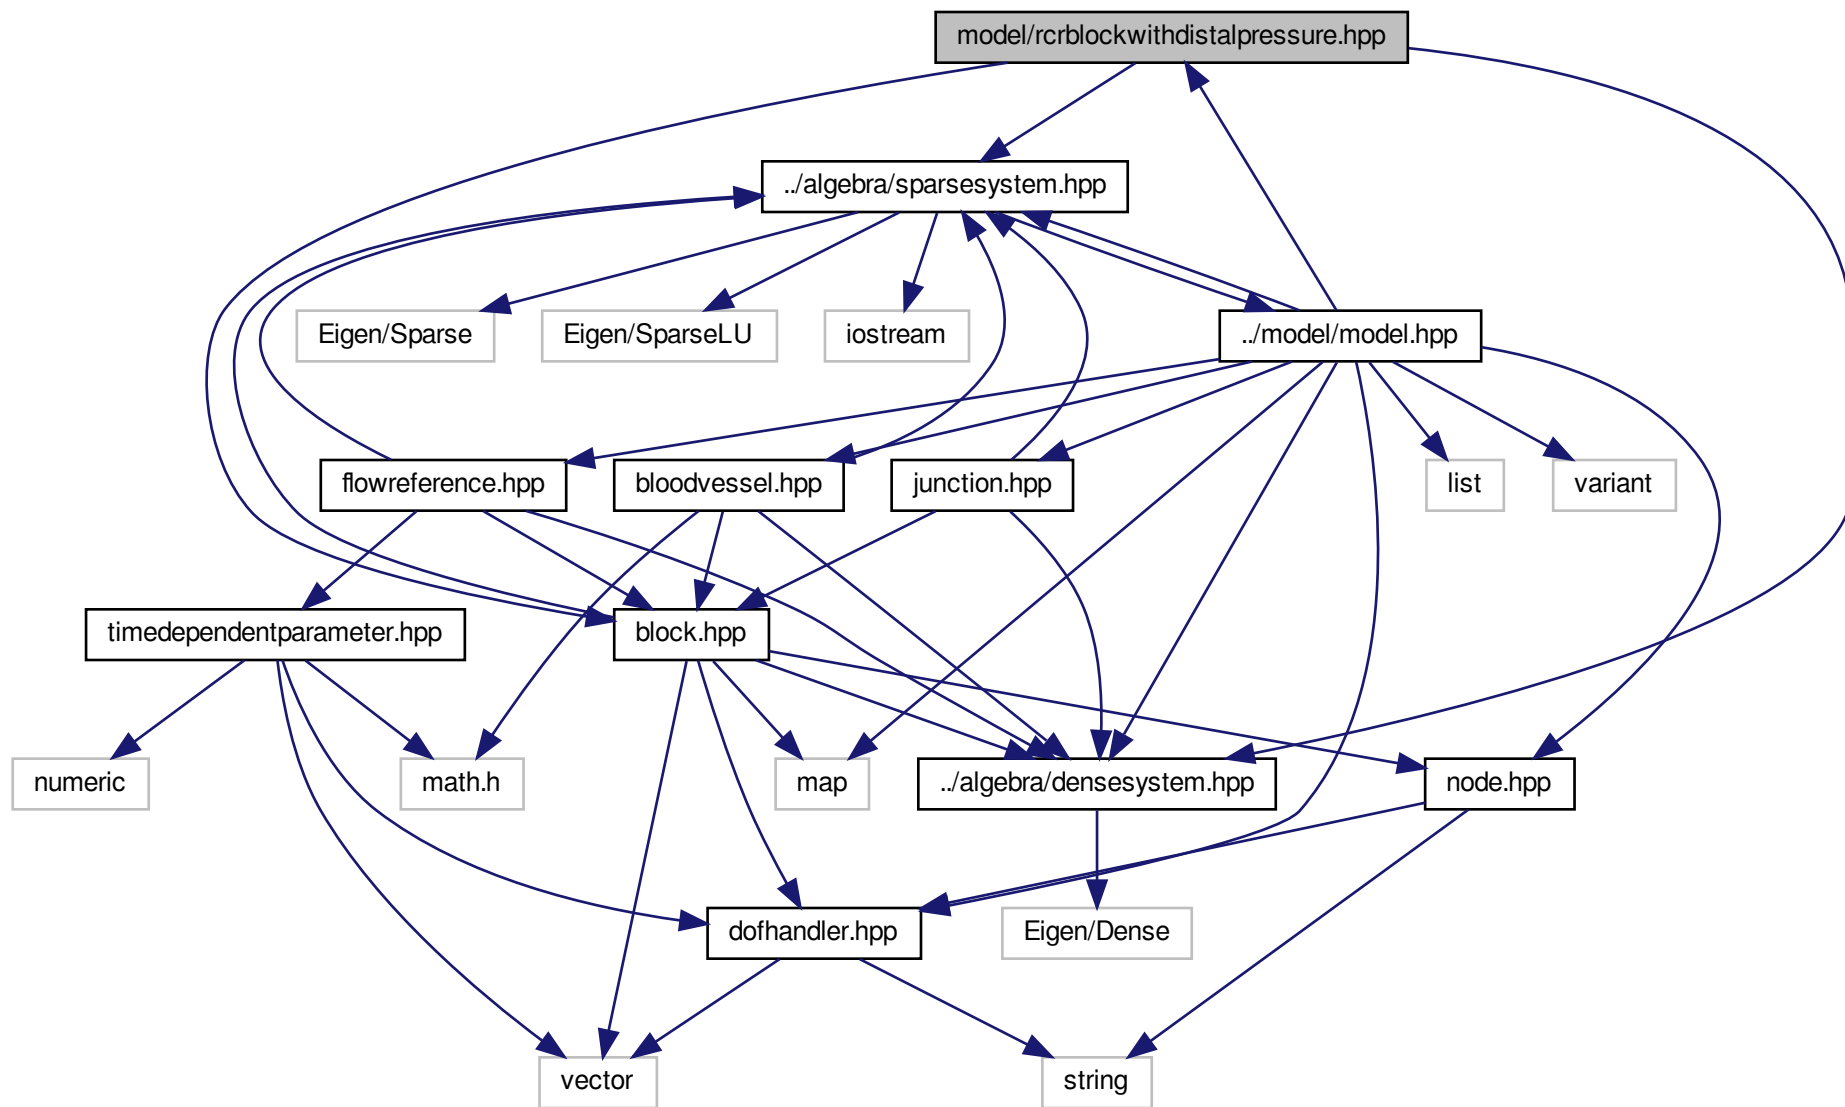 model/rcrblockwithdistalpressure.hpp
../algebra/sparsesystem.hpp
Eigen/Sparse
Eigen/SparseLU
iostream
../model/model.hpp
flowreference.hpp
bloodvessel.hpp
junction.hpp
list
variant
timedependentparameter.hpp
block.hpp
numeric
math.h
map
../algebra/densesystem.hpp
node.hpp
dofhandler.hpp
Eigen/Dense
vector
string